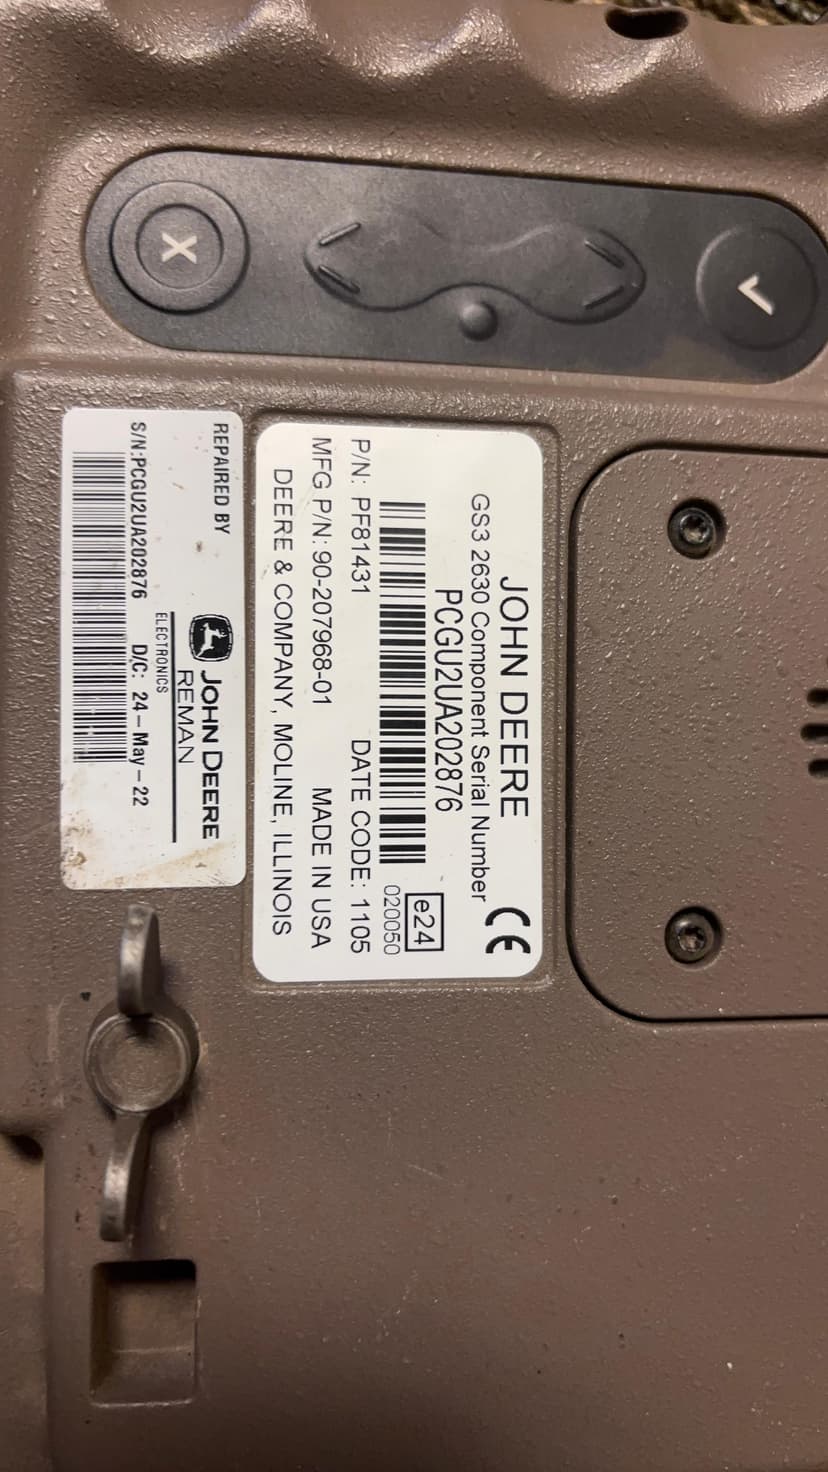 X
✓
JOHN DEERE
GS3 2630 Component Serial Number
PCGU2UA202876
CE
e24
020050
P/N: PF81431 DATE CODE: 1105
MFG P/N: 90-207968-01 MADE IN USA
DEERE & COMPANY, MOLINE, ILLINOIS
REPAIRED BY
JOHN DEERE
REMAN
ELECTRONICS
S/N:PCGU2UA202876 D/C: 24-May-22